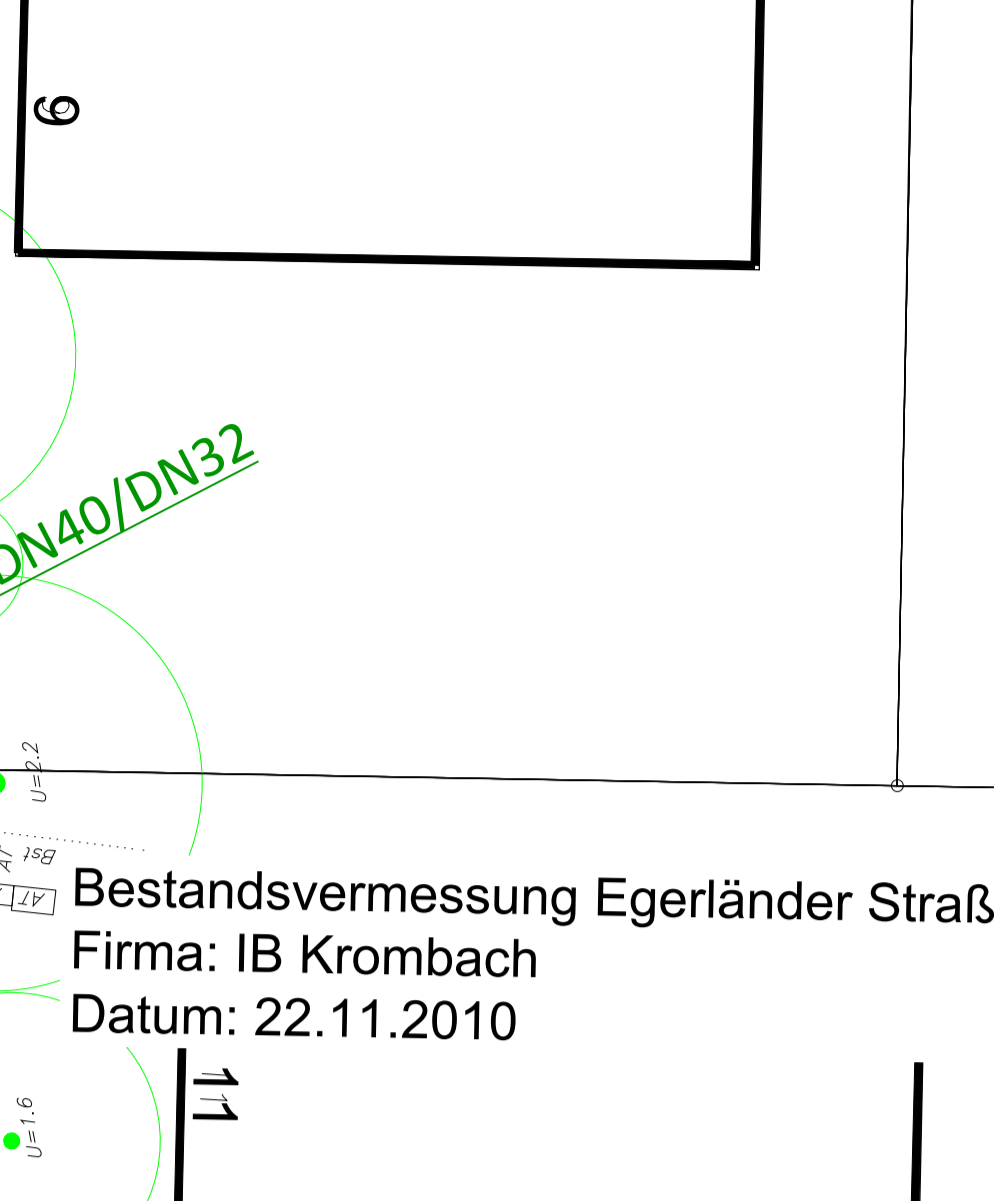 9
DN40/DN32
U=2.2
Bst
AT
AT
Bestandsvermessung Egerländer Straß
Firma: IB Krombach
Datum: 22.11.2010
11
U=1.6